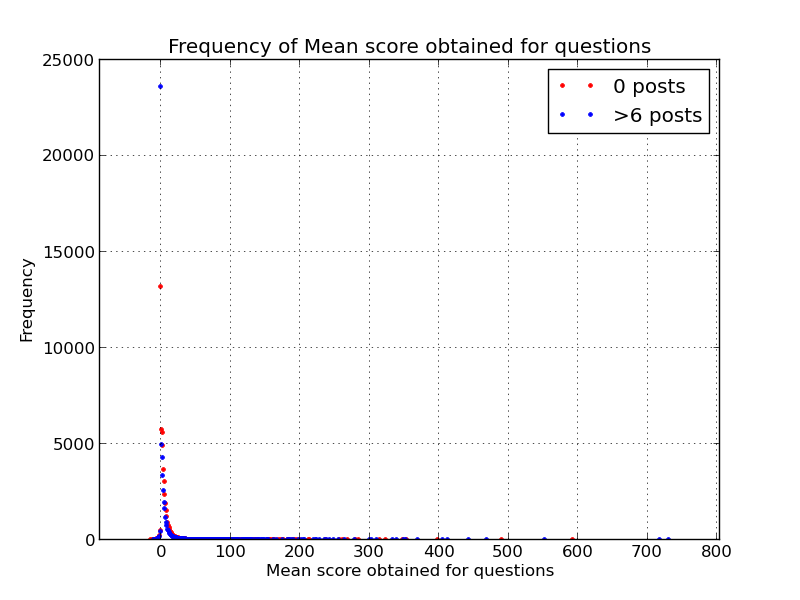 Frequency of Mean score obtained for questions
25000
20000
15000
10000
5000
0
Frequency
0 posts
>6 posts
0 100 200 300 400 500 600 700 800
Mean score obtained for questions